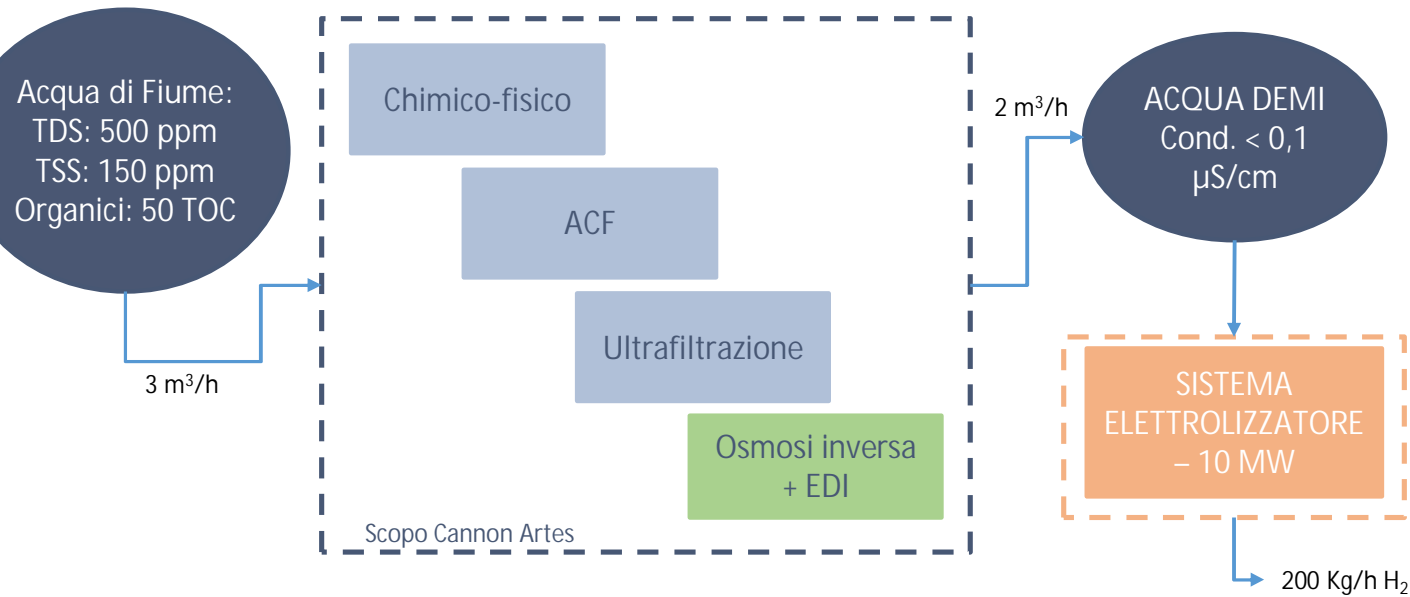 Acqua di Fiume:
TDS: 500 ppm
TSS: 150 ppm
Organici: 50 TOC
3 m³/h
Chimico-fisico
ACF
Ultrafiltrazione
Osmosi inversa
+ EDI
Scopo Cannon Artes
2 m³/h
ACQUA DEMI
Cond. < 0,1
µS/cm
SISTEMA
ELETTROLIZZATORE
– 10 MW
200 Kg/h H₂